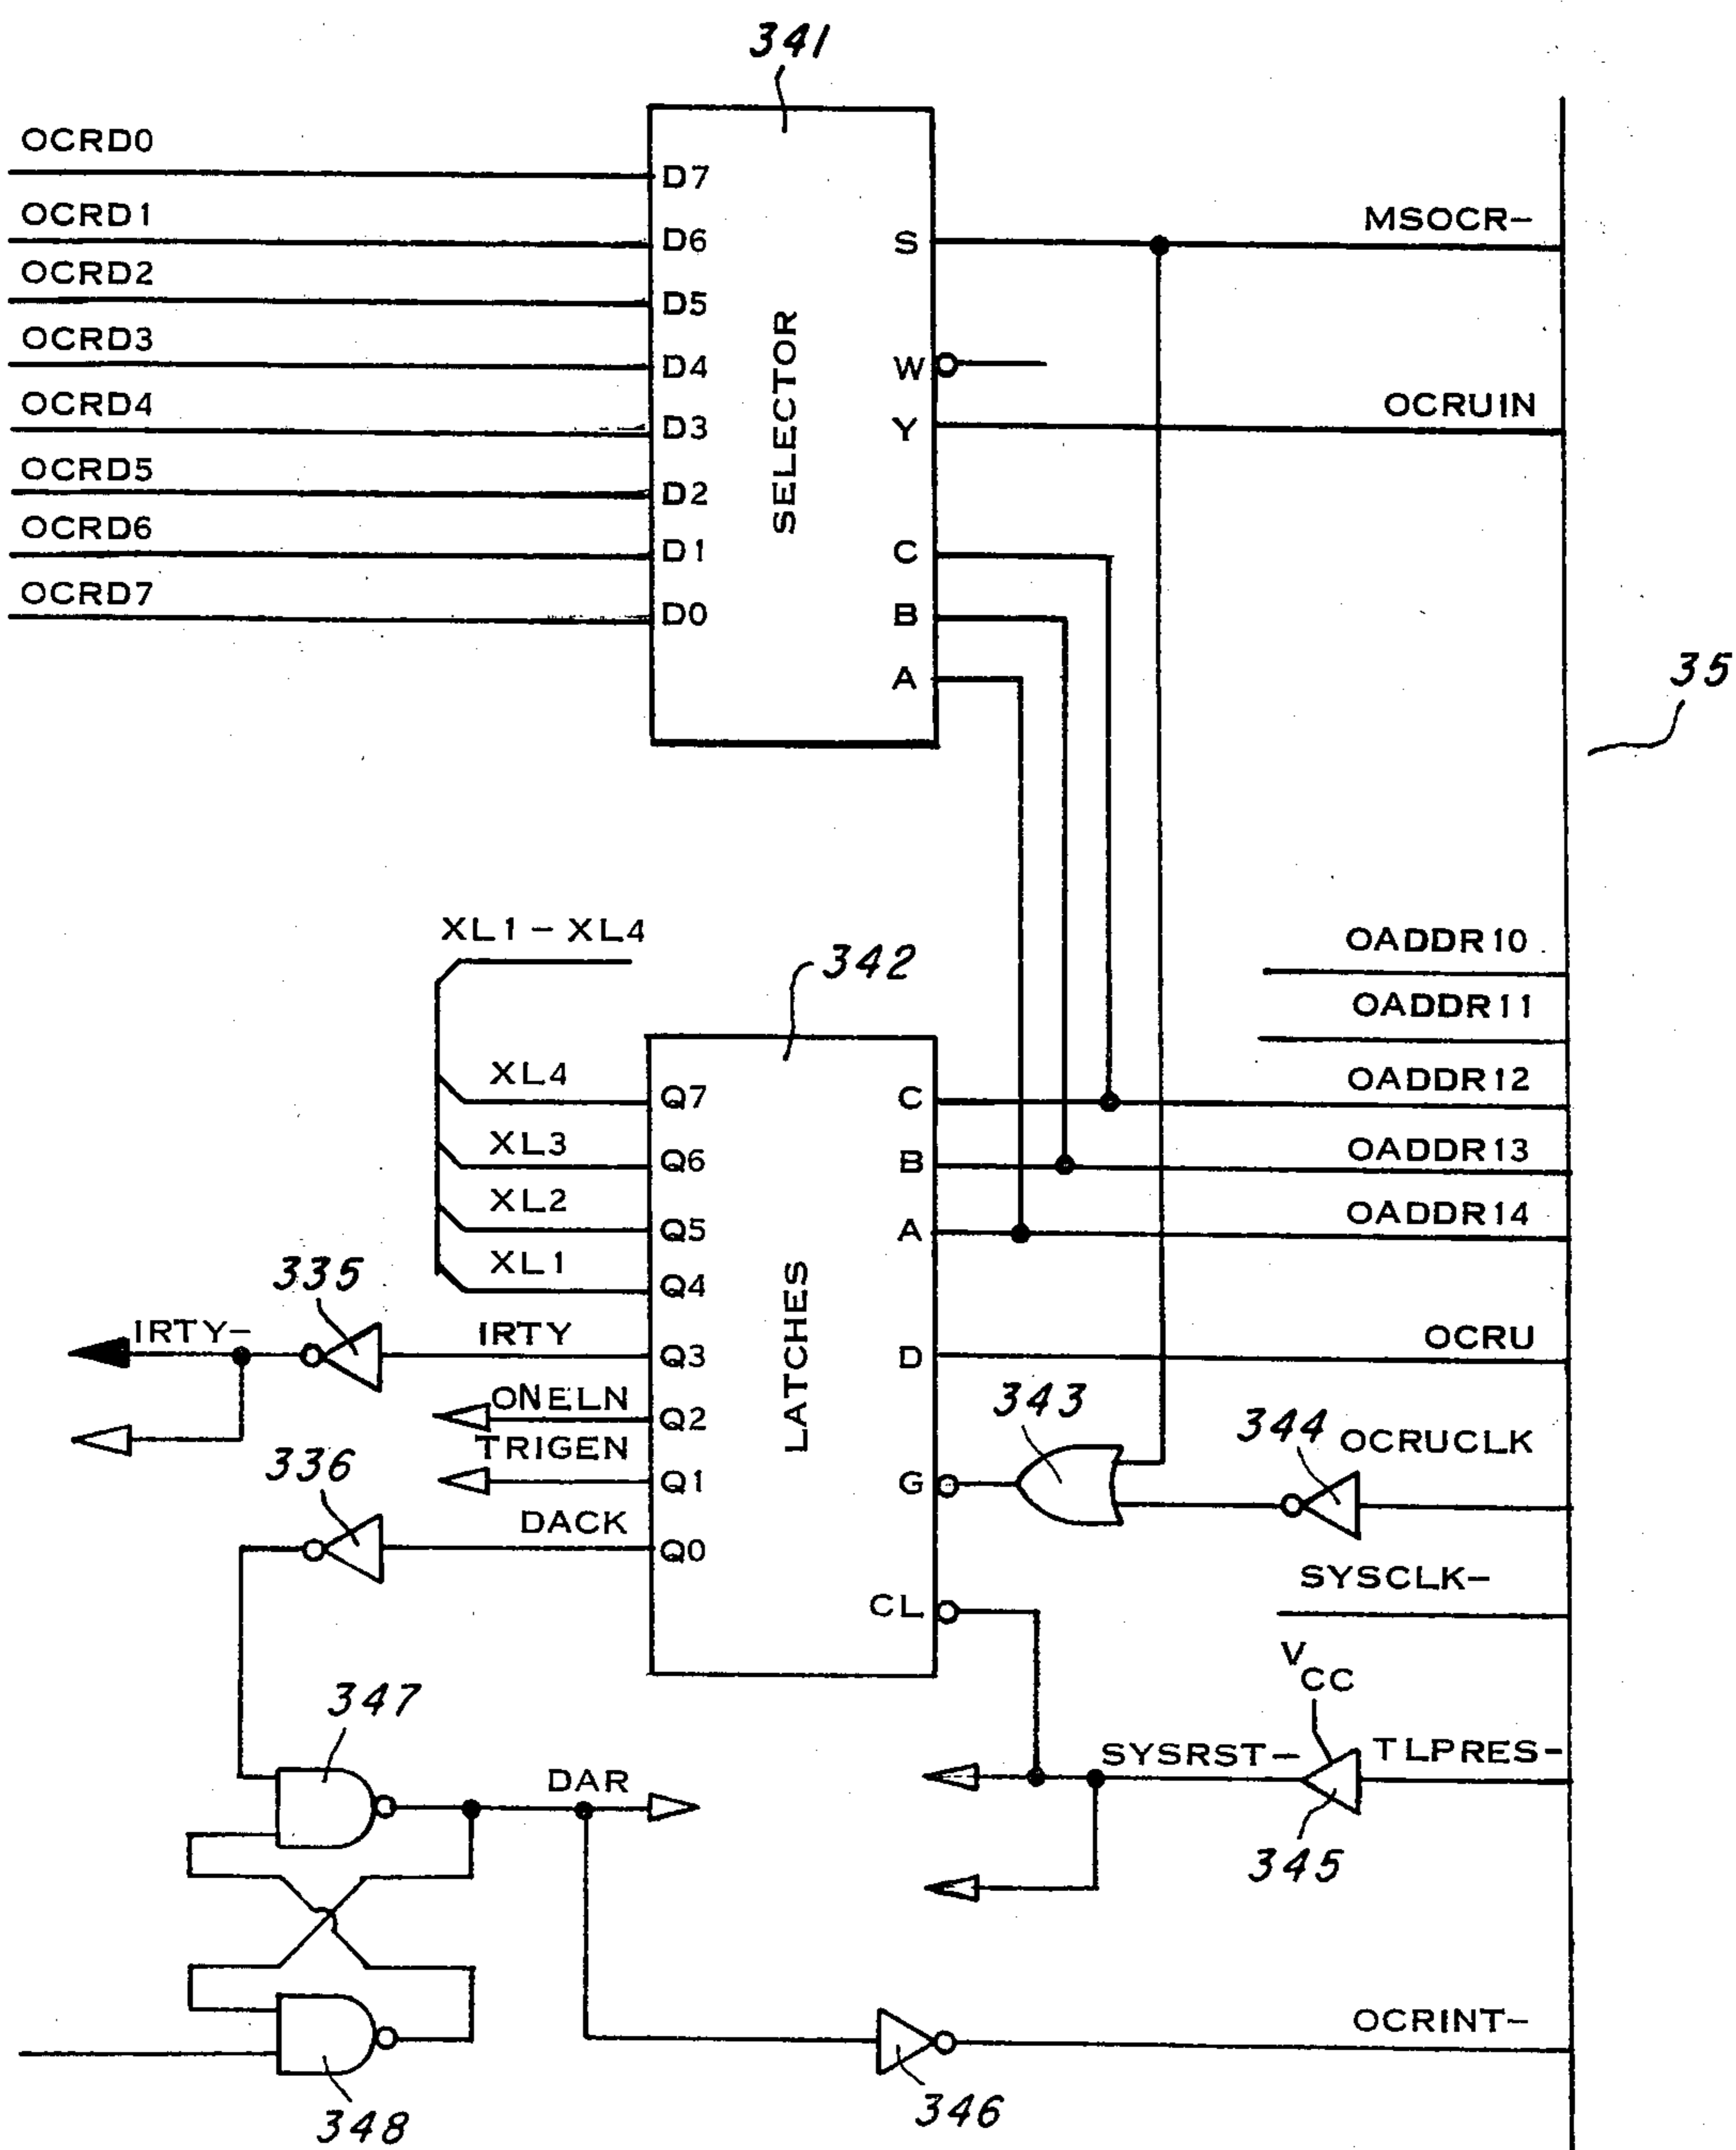 341
OCRD0
OCRD1
OCRD2
OCRD3
OCRD4
OCRD5
OCRD6
OCRD7
D7
D6
D5
D4
D3
D2
D1
D0
SELECTOR
S
W
Y
C
B
A
MSOCR-
OCRUIN
35
XL1-XL4
342
XL4
XL3
XL2
XL1
IRTY
ONELN
TRIGEN
DACK
335
IRTY-
336
Q7
Q6
Q5
Q4
Q3
Q2
Q1
Q0
LATCHES
C
B
A
D
G
CL
OADDR10
OADDR11
OADDR12
OADDR13
OADDR14
OCRU
343
344
OCRUCLK
SYSCLK-
VCC
SYSRST-
TLPRES-
345
347
DAR
348
346
OCRINT-